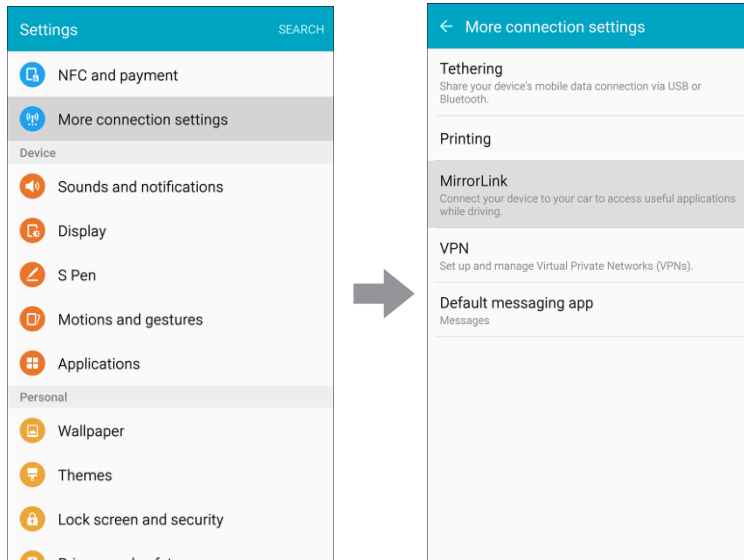 Settings SEARCH
NFC and payment
More connection settings
Device
Sounds and notifications
Display
S Pen
Motions and gestures
Applications
Personal
Wallpaper
Themes
Lock screen and security
More connection settings
Tethering
Share your device's mobile data connection via USB or
Bluetooth.
Printing
MirrorLink
Connect your device to your car to access useful applications
while driving.
VPN
Set up and manage Virtual Private Networks (VPNs).
Default messaging app
Messages